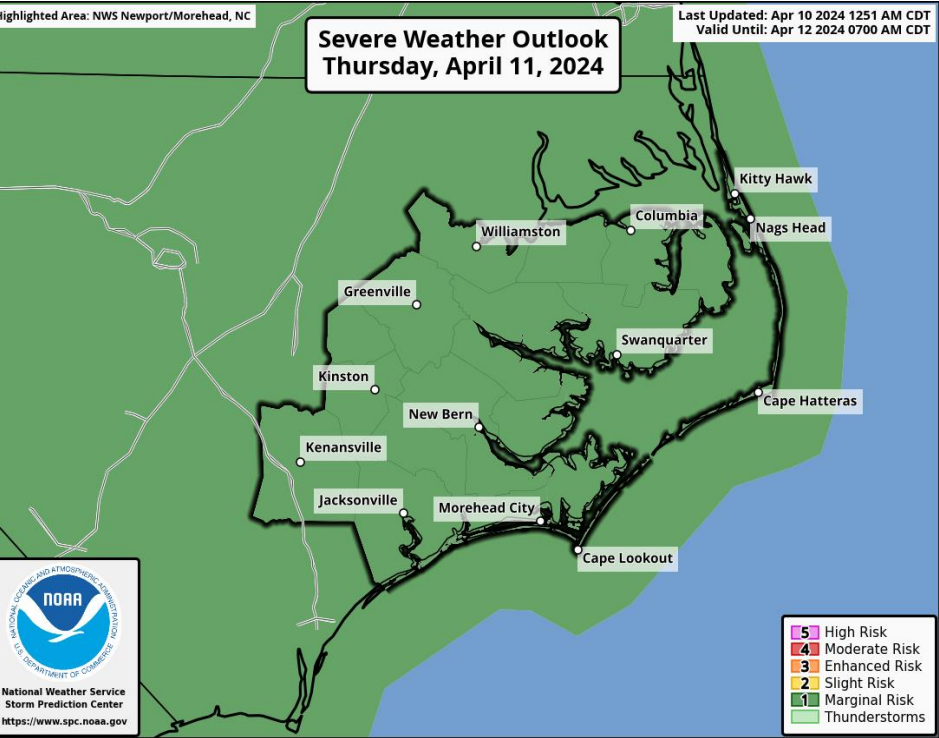 Highlighted Area: NWS Newport/Morehead, NC
Severe Weather Outlook
Thursday, April 11, 2024
Last Updated: Apr 10 2024 1251 AM CDT
Valid Until: Apr 12 2024 0700 AM CDT
Kitty Hawk
Columbia
Nags Head
Williamston
Greenville
Swanquarter
Kinston
Cape Hatteras
New Bern
Kenansville
Jacksonville
Morehead City
Cape Lookout
NATIONAL OCEANIC AND ATMOSPHERIC ADMINISTRATION
NOAA
U.S. DEPARTMENT OF COMMERCE
National Weather Service
Storm Prediction Center
https://www.spc.noaa.gov
5 High Risk
4 Moderate Risk
3 Enhanced Risk
2 Slight Risk
1 Marginal Risk
Thunderstorms